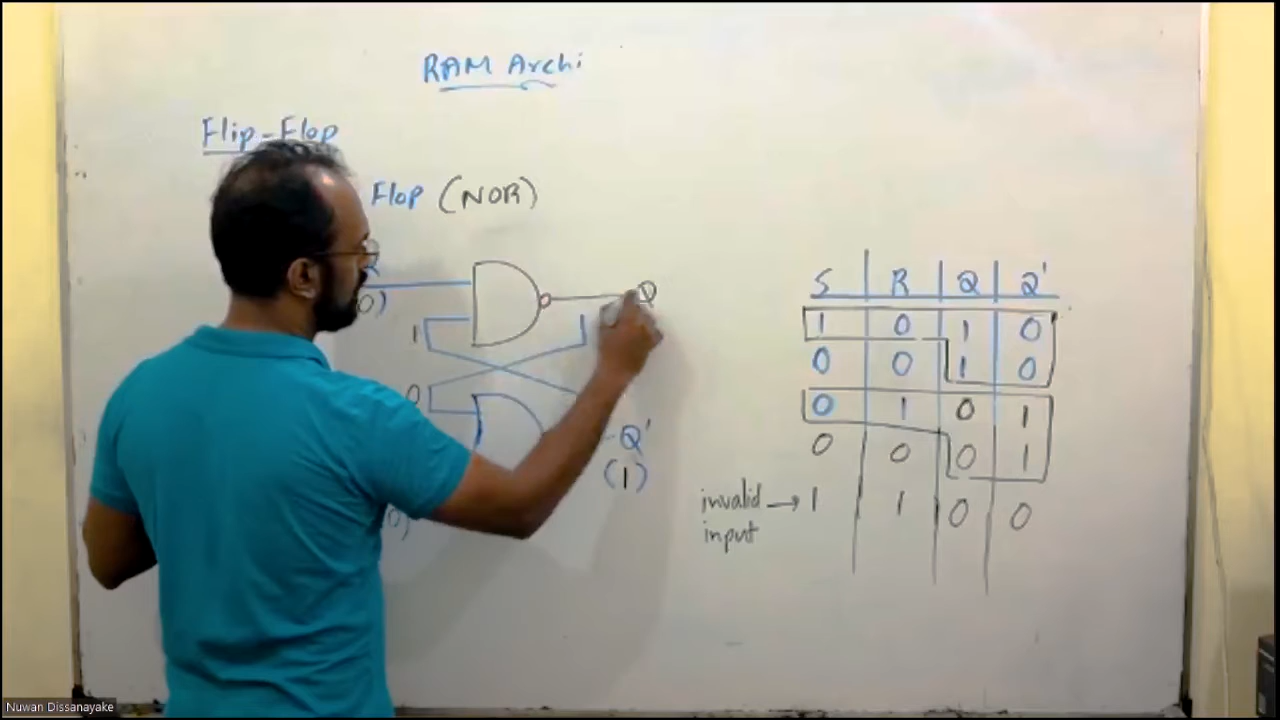 RAM Archi
Flip-Flop
Flop (NOR)
0)
1
Q
0
Q'
(1)
0)
S R Q Q'
1 0 1 0
0 0 1 0
0 1 0 1
0 0 0 1
invalid → 1 1 0 0
input
Nuwan Dissanayake